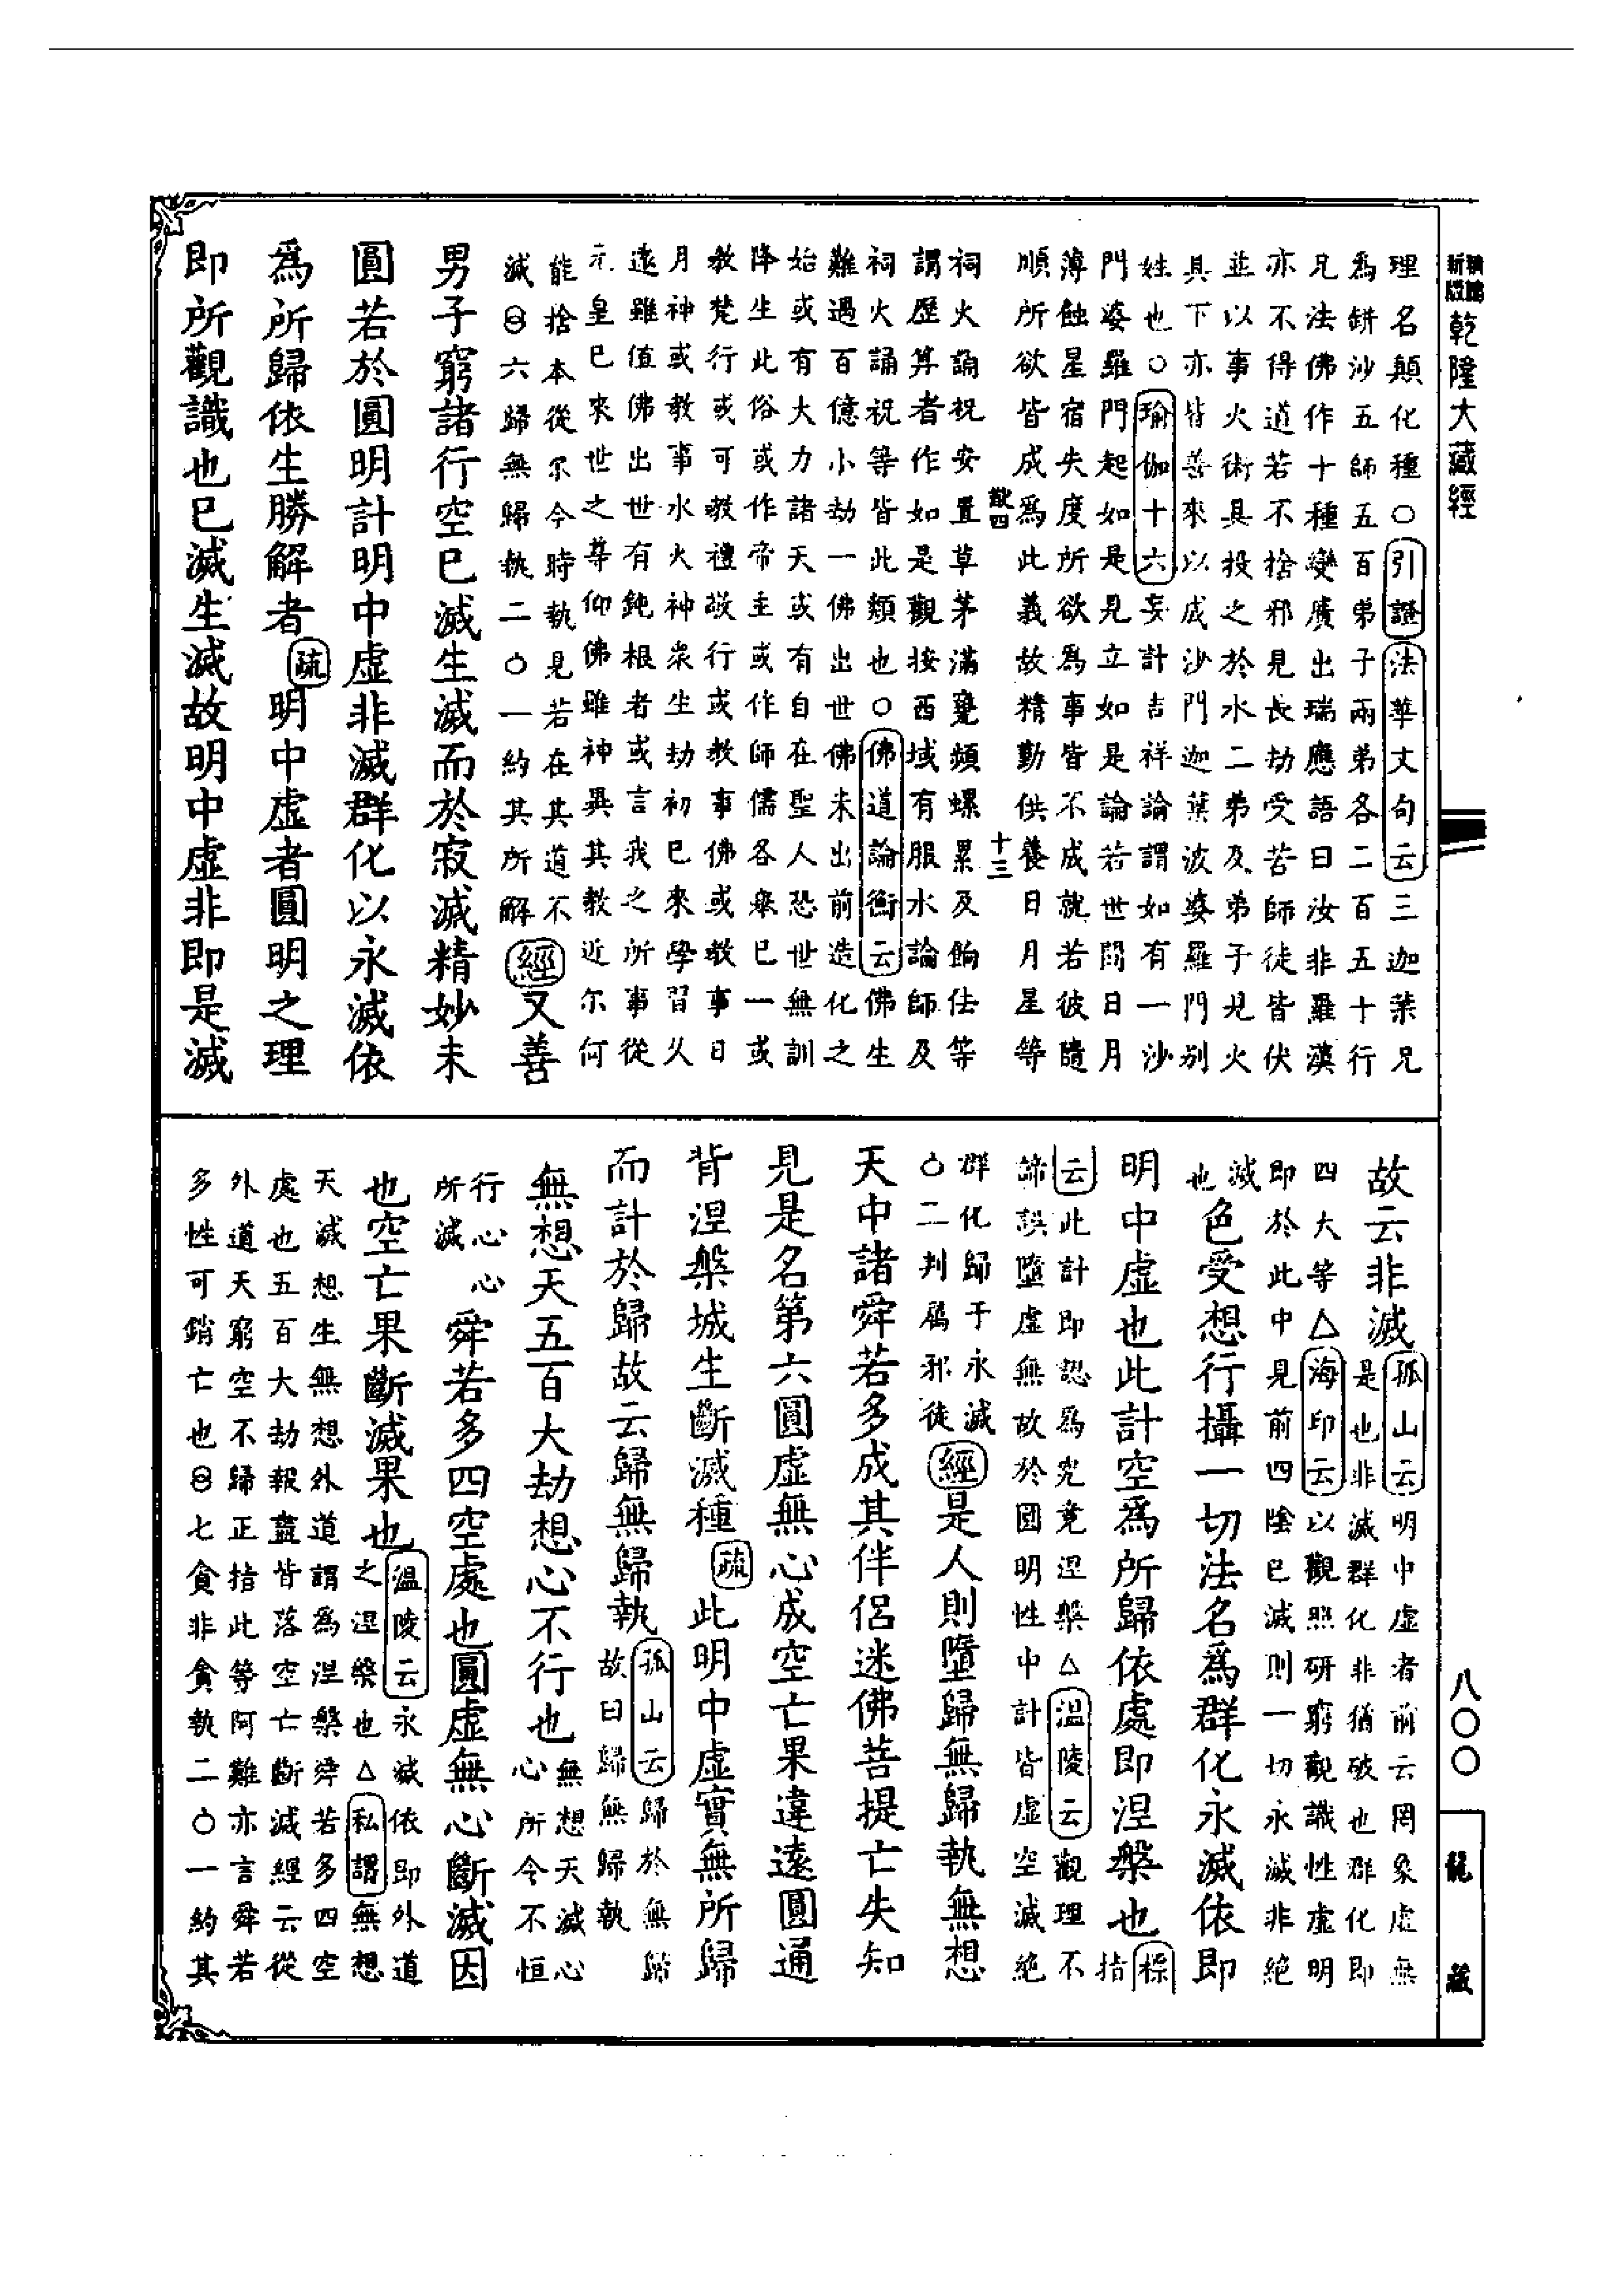 新版 精縮 乾隆大藏經
理名顛化種○引證法華文句云三迦葉兄
為缾沙五師五百弟子兩弟各二百五十行
兄法佛作十種變廣出瑞應語曰汝非羅漢
亦不得道若不捨邪見長劫受苦師徒皆伏
並以事火術具投之於水二弟及弟子見火
具下亦皆善來以成沙門迦葉波婆羅門別
姓也○瑜伽十六妄計吉祥論謂如有一沙
門婆羅門起如是見立如是論若世間日月
薄蝕星宿失度所欲為事皆不成就若彼隨
順所欲皆成為此義故精勤供養日月星等
祠火誦祝安置草茅滿甕頻螺累及餉仕等
謂歷算者作如是觀按西域有服水論師及
祠火誦祝等皆此類也○佛道論衡云佛生
難過百億小劫一佛出世佛未出前造化之
始或有大力諸天或有自在聖人恐世無訓
降生此俗或作帝主或作師儒各舉已一或
教梵行或可教禮故行或教事佛或教事日
月神或教事水火神衆生劫初已來學習久
遠雖值佛出世有鈍根者或言我之所事從
元皇已來世之尊仰佛雖神異其教近尔何
能捨本從尔今時執見若在其道不
滅㊀六歸無歸執二○一約其所解經又善
男子窮諸行空已滅生滅而於寂滅精妙未
圓若於圓明計明中虛非滅群化以永滅依
為所歸依生勝解者疏明中虛者圓明之理
即所觀識也已滅生滅故明中虛非即是滅
故云非滅孤山云明中虛者前云罔象虛無
是也非滅群化非猶破也群化即
四大等△海印云以觀照研窮觀識性虛明
即於此中見前四陰已滅則一切永滅非絕
滅也色受想行攝一切法名為群化永滅依即
明中虛也此計空為所歸依處即涅槃也標指
云此計即認為究竟涅槃△溫陵云觀理不
諦誤墮虛無故於圓明性中計皆虛空滅絕
群化歸于永滅
○二判屬邪徒經是人則墮歸無歸執無想
天中諸舜若多成其伴侶迷佛菩提亡失知
見是名第六圓虛無心成空亡果違遠圓通
背涅槃城生斷滅種疏此明中虛實無所歸
而計於歸故云歸無歸執孤山云歸於無歸
故曰歸無歸執
無想天五百大劫想心不行也無想天滅心
心所今不恒
行心心
所滅舜若多四空處也圓虛無心斷滅因
也空亡果斷滅果也溫陵云永滅依即外道
之涅槃也△私謂無想
天滅想生無想外道謂為涅槃舜若多四空
處也五百大劫報盡皆落空亡斷滅經云從
外道天窮空不歸正指此等阿難亦言舜若
多性可銷亡也㊀七貪非貪執二○一約其
歎四
十三
八〇〇
龍藏